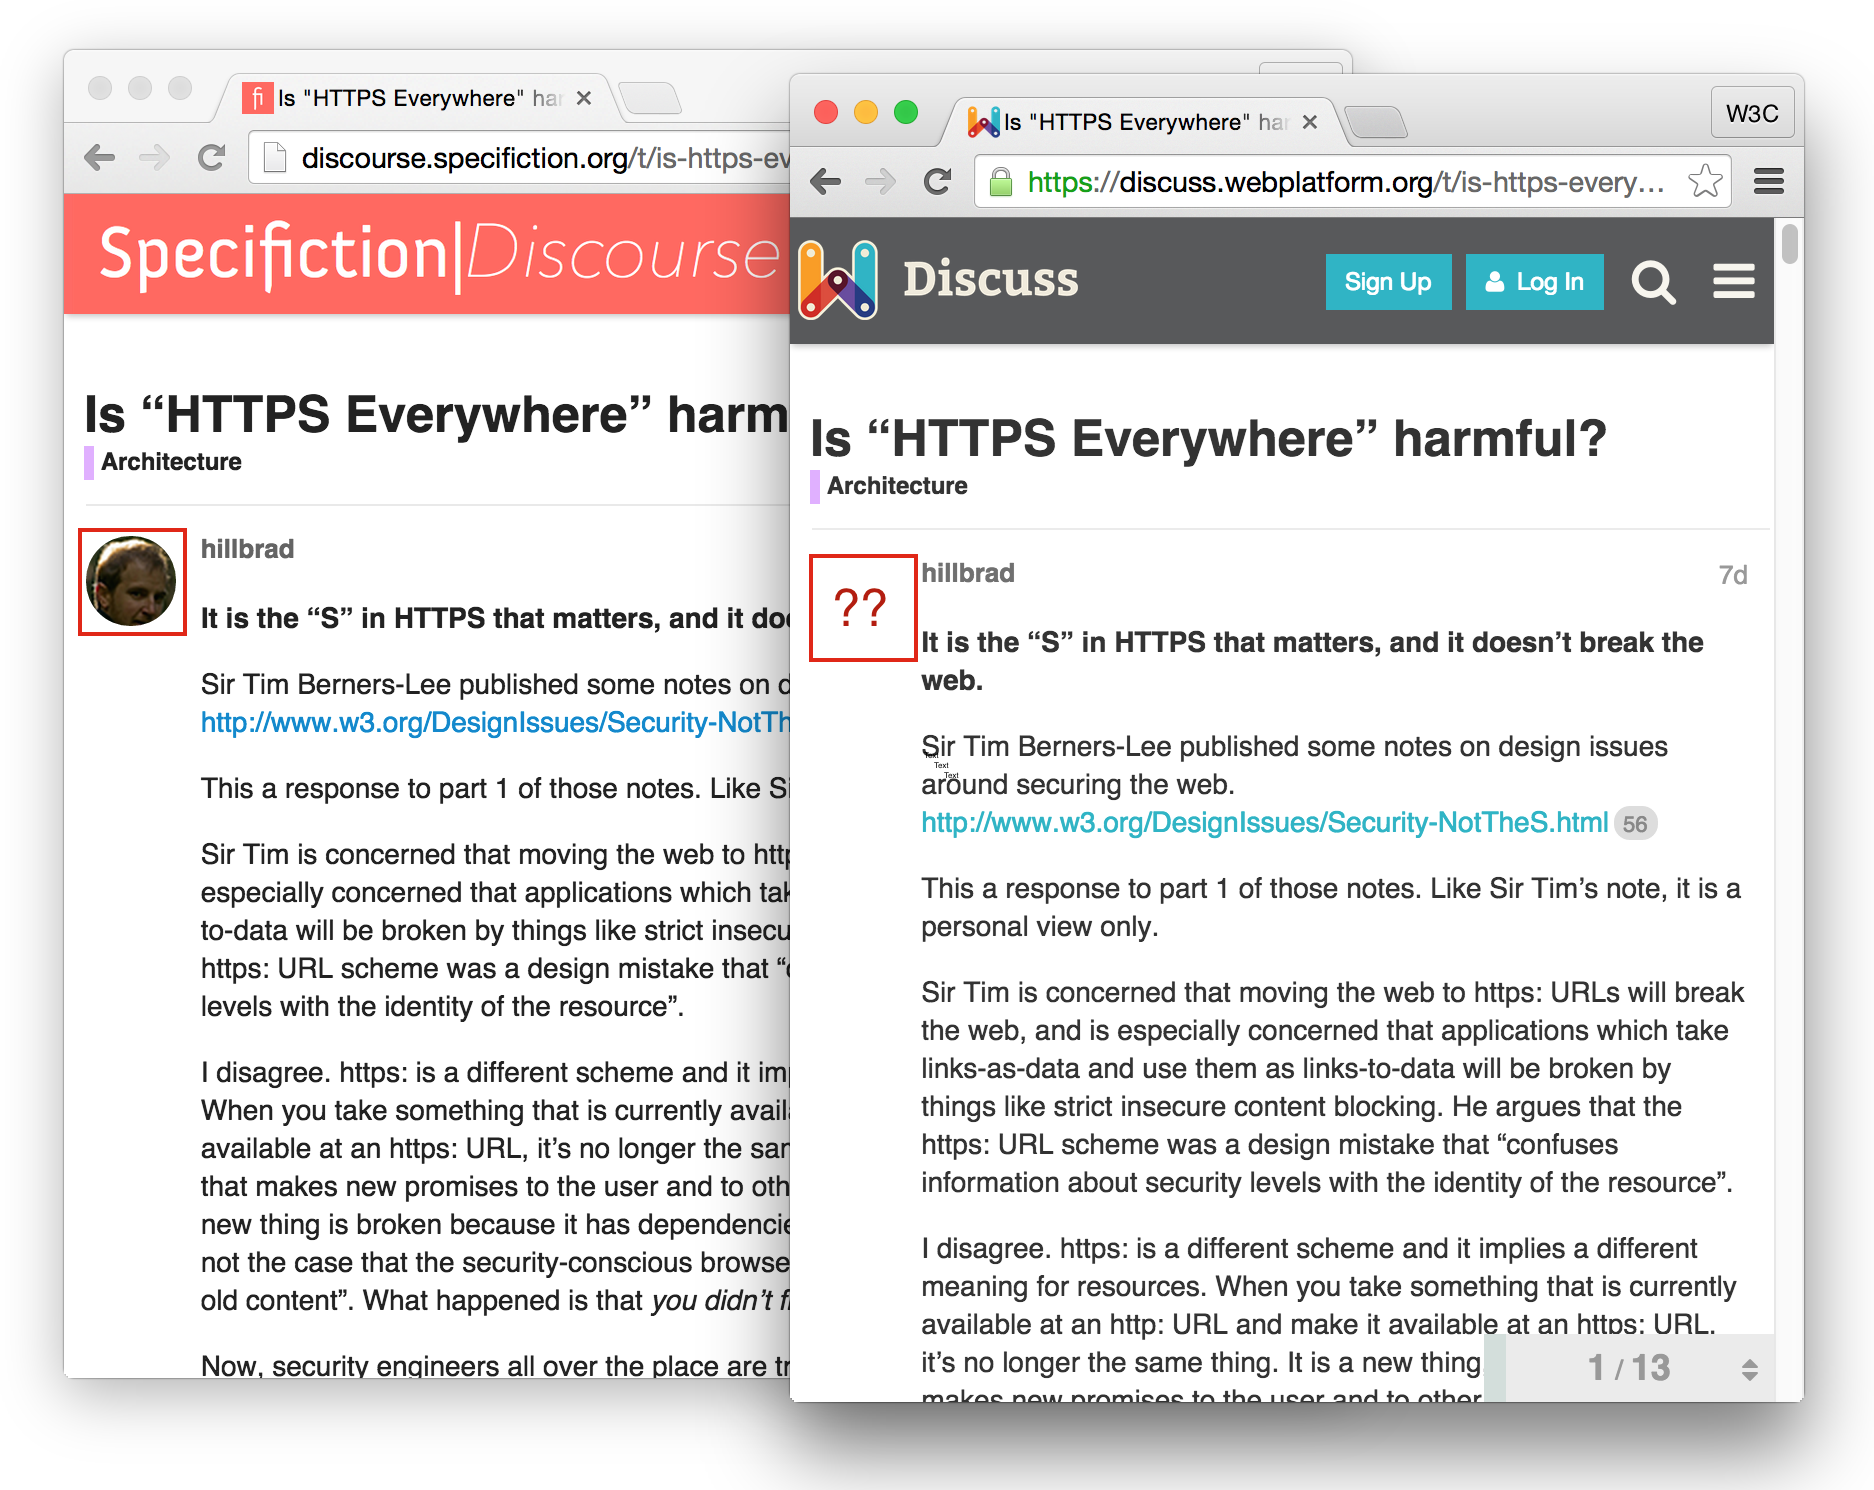 fi Is "HTTPS Everywhere" har
discourse.specifiction.org/t/is-https-ev
Specifiction|Discourse
Is “HTTPS Everywhere” harm
Architecture
hillbrad
It is the “S” in HTTPS that matters, and it doe
Sir Tim Berners-Lee published some notes on d
http://www.w3.org/DesignIssues/Security-NotTh
This a response to part 1 of those notes. Like Si
Sir Tim is concerned that moving the web to http
especially concerned that applications which tak
to-data will be broken by things like strict insecu
https: URL scheme was a design mistake that “c
levels with the identity of the resource”.
I disagree. https: is a different scheme and it imp
When you take something that is currently availa
available at an https: URL, it’s no longer the sam
that makes new promises to the user and to oth
new thing is broken because it has dependencie
not the case that the security-conscious browse
old content”. What happened is that you didn’t fi
Now, security engineers all over the place are tr
Is "HTTPS Everywhere" har
W3C
https://discuss.webplatform.org/t/is-https-every...
Discuss
Sign Up
Log In
Is “HTTPS Everywhere” harmful?
Architecture
??
hillbrad
7d
It is the “S” in HTTPS that matters, and it doesn’t break the
web.
Sir Tim Berners-Lee published some notes on design issues
Text
Text
Text
around securing the web.
http://www.w3.org/DesignIssues/Security-NotTheS.html 56
This a response to part 1 of those notes. Like Sir Tim’s note, it is a
personal view only.
Sir Tim is concerned that moving the web to https: URLs will break
the web, and is especially concerned that applications which take
links-as-data and use them as links-to-data will be broken by
things like strict insecure content blocking. He argues that the
https: URL scheme was a design mistake that “confuses
information about security levels with the identity of the resource”.
I disagree. https: is a different scheme and it implies a different
meaning for resources. When you take something that is currently
available at an http: URL and make it available at an https: URL,
it’s no longer the same thing. It is a new thing
makes new promises to the user and to other
1 / 13